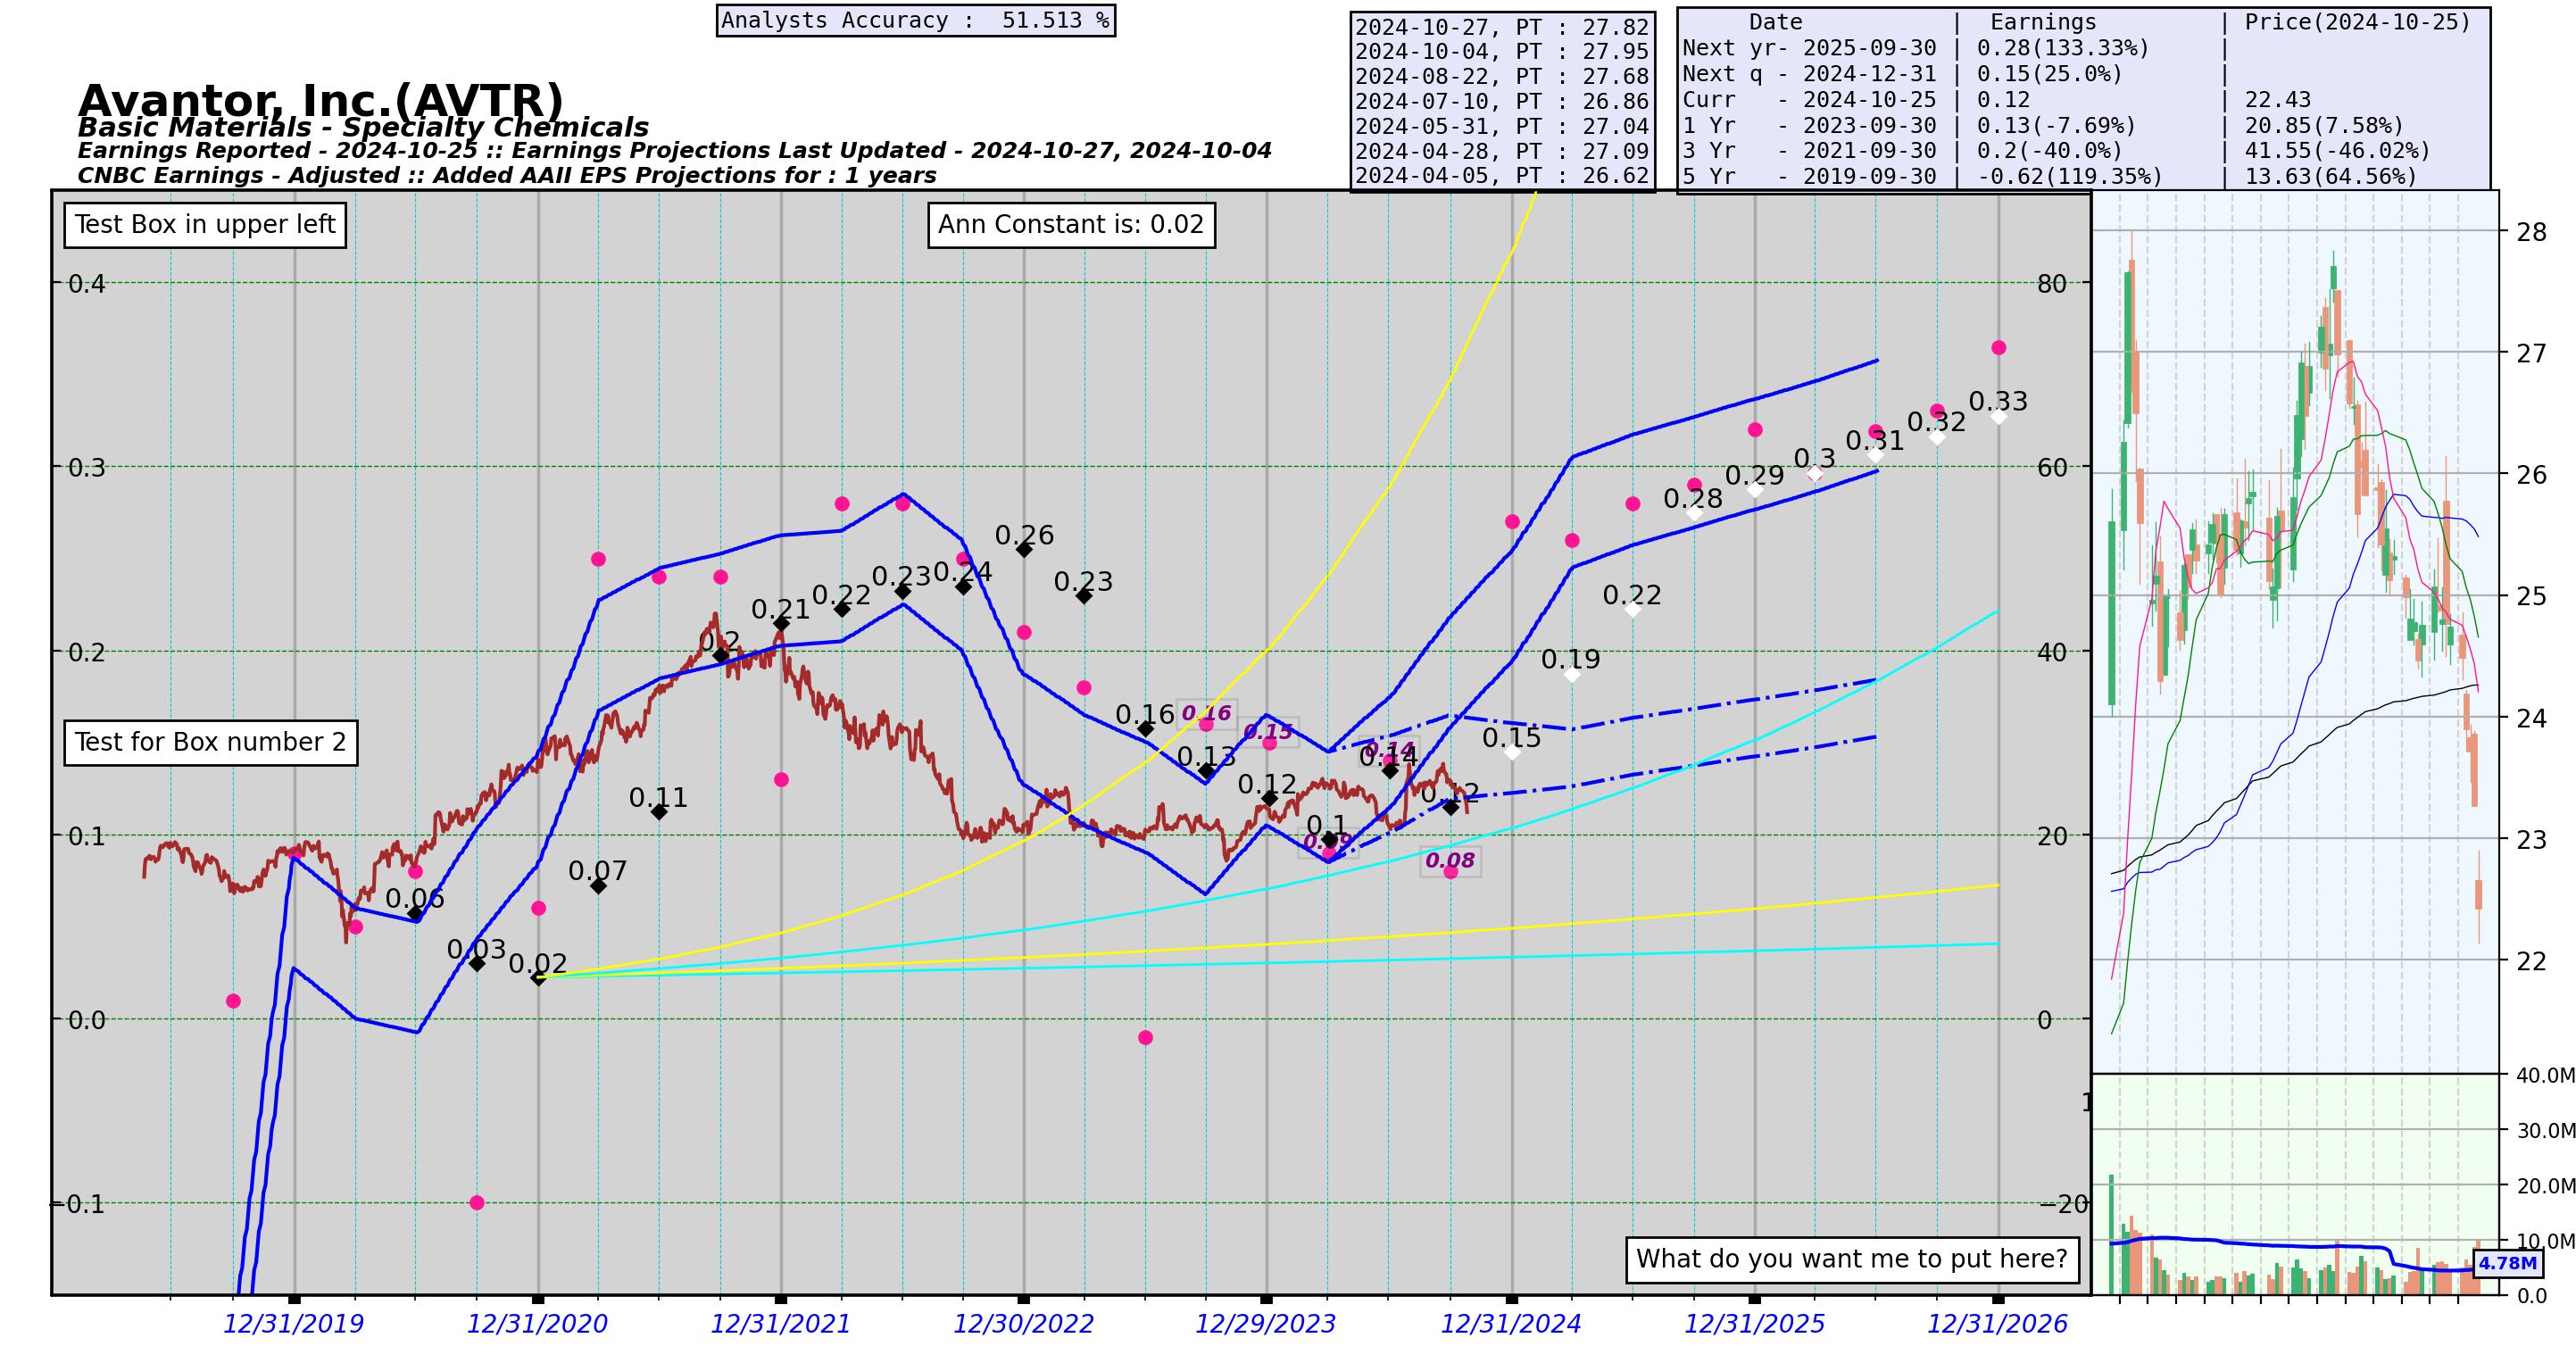 Analysts Accuracy :  51.513 %
2024-10-27, PT : 27.82
2024-10-04, PT : 27.95
2024-08-22, PT : 27.68
2024-07-10, PT : 26.86
2024-05-31, PT : 27.04
2024-04-28, PT : 27.09
2024-04-05, PT : 26.62
Date | Earnings | Price(2024-10-25)
Next yr- 2025-09-30 | 0.28(133.33%) |
Next q - 2024-12-31 | 0.15(25.0%) |
Curr - 2024-10-25 | 0.12 | 22.43
1 Yr - 2023-09-30 | 0.13(-7.69%) | 20.85(7.58%)
3 Yr - 2021-09-30 | 0.2(-40.0%) | 41.55(-46.02%)
5 Yr - 2019-09-30 | -0.62(119.35%) | 13.63(64.56%)
Avantor, Inc.(AVTR)
Basic Materials - Specialty Chemicals
Earnings Reported - 2024-10-25 :: Earnings Projections Last Updated - 2024-10-27, 2024-10-04
CNBC Earnings - Adjusted :: Added AAII EPS Projections for : 1 years
Test Box in upper left
Ann Constant is: 0.02
Test for Box number 2
What do you want me to put here?
0.4
0.3
0.2
0.1
0.0
−0.1
80
60
40
20
0
−20
1
0.06
0.03
0.02
0.07
0.11
0.2
0.21
0.22
0.23
0.24
0.26
0.23
0.16
0.13
0.12
0.1
0.14
0.12
0.15
0.19
0.22
0.28
0.29
0.3
0.31
0.32
0.33
0.16
0.15
0.09
0.14
0.08
28
27
26
25
24
23
22
40.0M
30.0M
20.0M
10.0M
0.0
4.78M
12/31/2019
12/31/2020
12/31/2021
12/30/2022
12/29/2023
12/31/2024
12/31/2025
12/31/2026